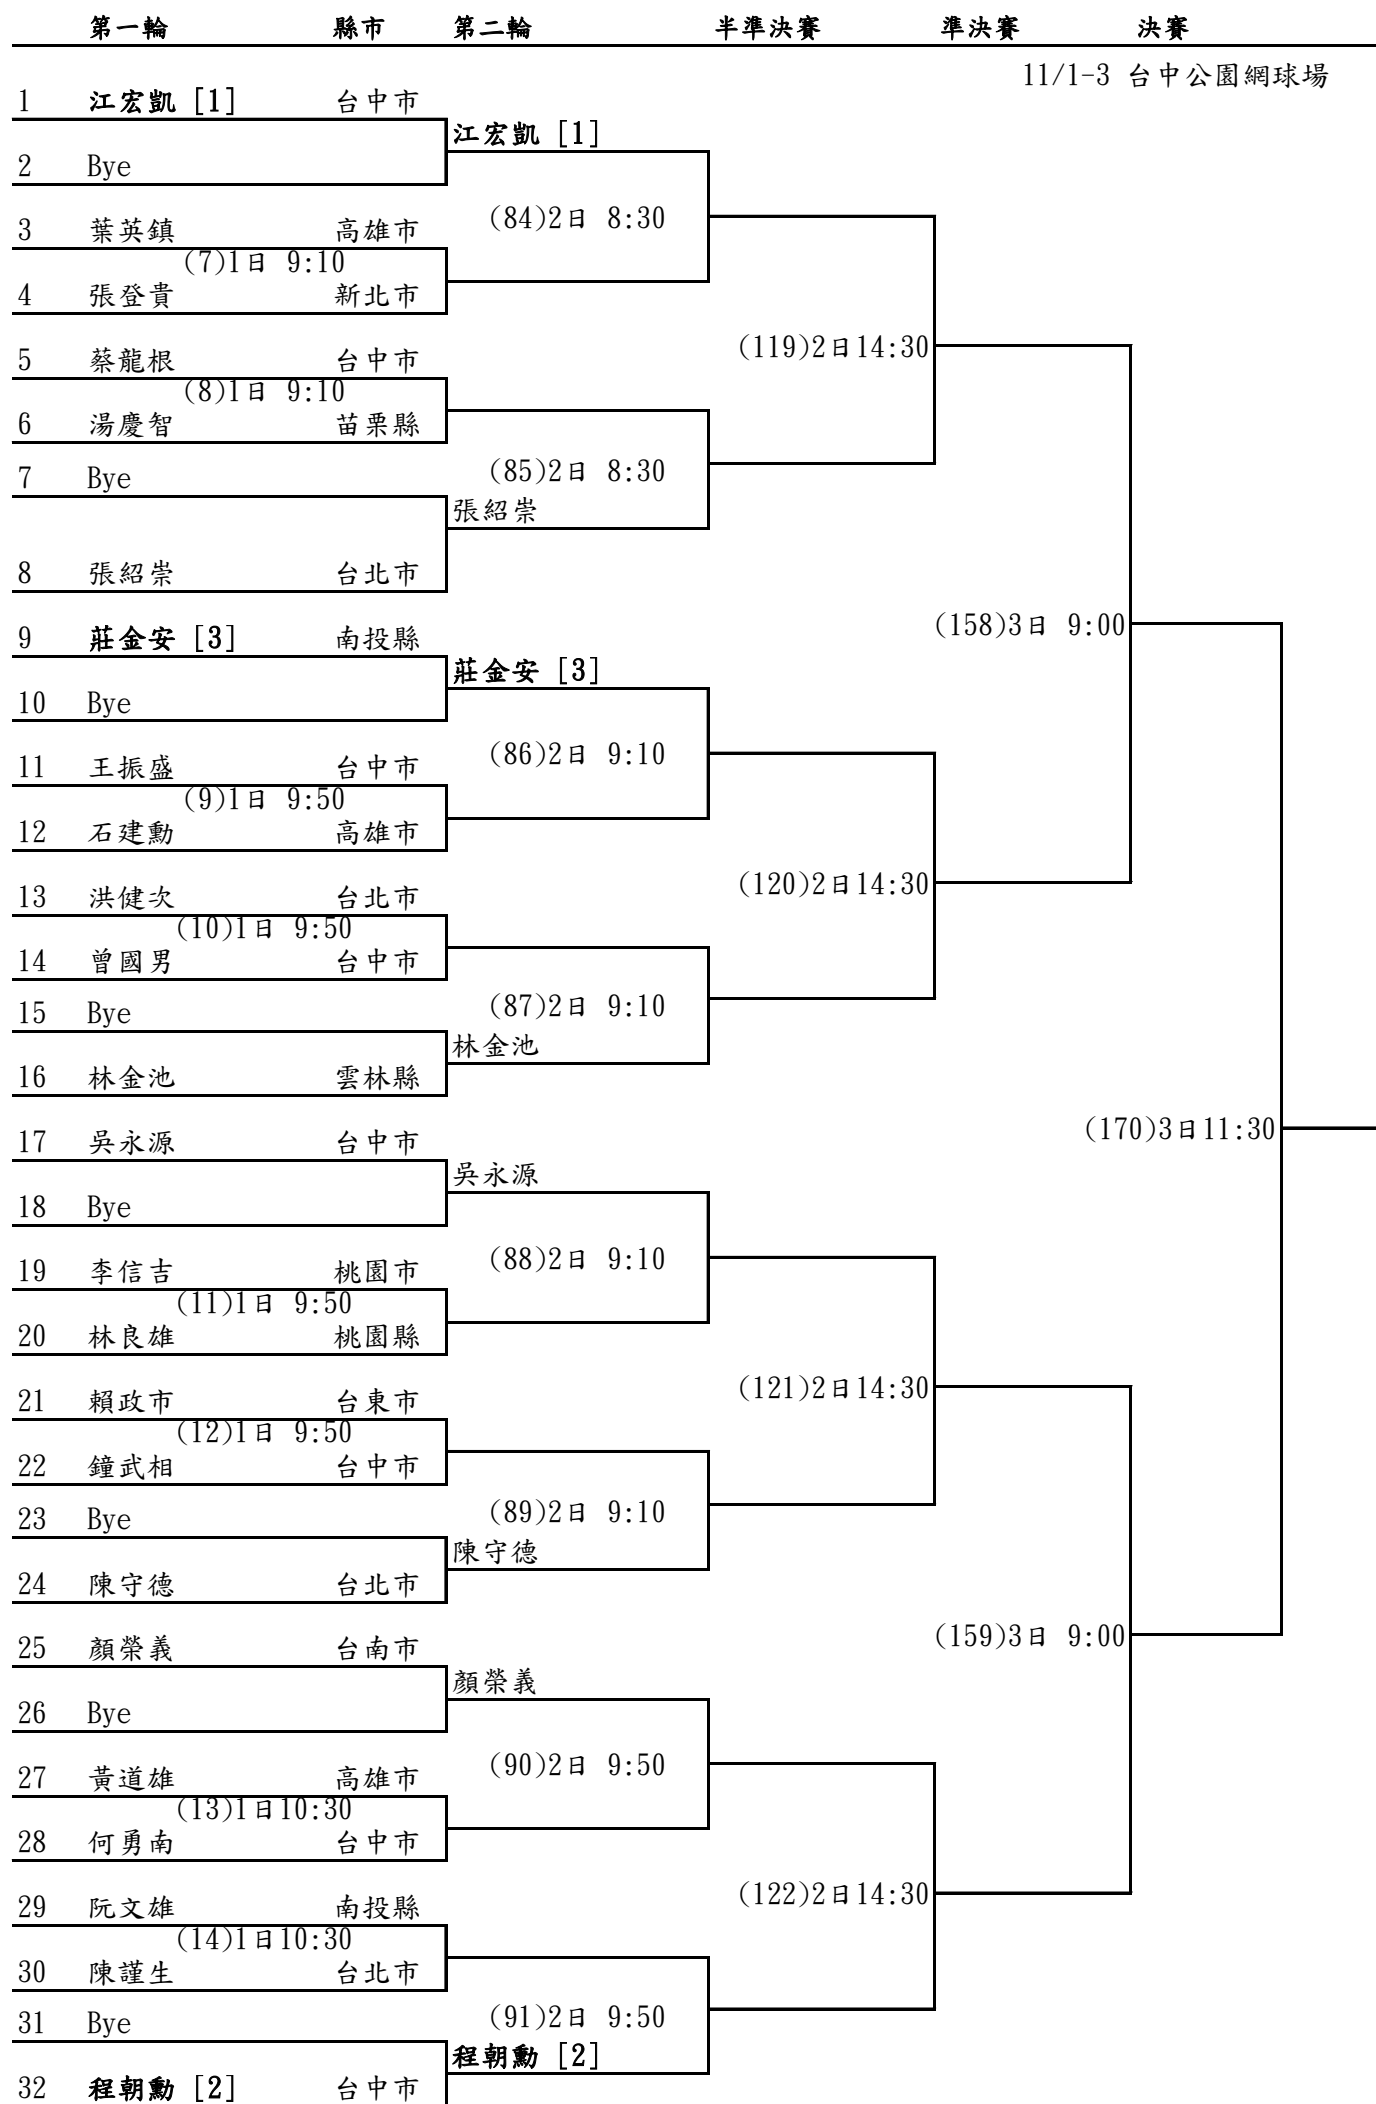 第一輪 縣市 第二輪 半準決賽 準決賽 決賽
11/1-3 台中公園網球場
1 江宏凱 [1] 台中市
江宏凱 [1]
2 Bye
(84)2日 8:30
3 葉英鎮 高雄市
(7)1日 9:10
4 張登貴 新北市
(119)2日14:30
5 蔡龍根 台中市
(8)1日 9:10
6 湯慶智 苗栗縣
(85)2日 8:30
7 Bye
張紹崇
8 張紹崇 台北市
(158)3日 9:00
9 莊金安 [3] 南投縣
莊金安 [3]
10 Bye
(86)2日 9:10
11 王振盛 台中市
(9)1日 9:50
12 石建勳 高雄市
(120)2日14:30
13 洪健次 台北市
(10)1日 9:50
14 曾國男 台中市
(87)2日 9:10
15 Bye
林金池
16 林金池 雲林縣
(170)3日11:30
17 吳永源 台中市
吳永源
18 Bye
(88)2日 9:10
19 李信吉 桃園市
(11)1日 9:50
20 林良雄 桃園縣
(121)2日14:30
21 賴政市 台東市
(12)1日 9:50
22 鐘武相 台中市
(89)2日 9:10
23 Bye
陳守德
24 陳守德 台北市
(159)3日 9:00
25 顏榮義 台南市
顏榮義
26 Bye
(90)2日 9:50
27 黃道雄 高雄市
(13)1日10:30
28 何勇南 台中市
(122)2日14:30
29 阮文雄 南投縣
(14)1日10:30
30 陳謹生 台北市
(91)2日 9:50
31 Bye
程朝勳 [2]
32 程朝勳 [2] 台中市